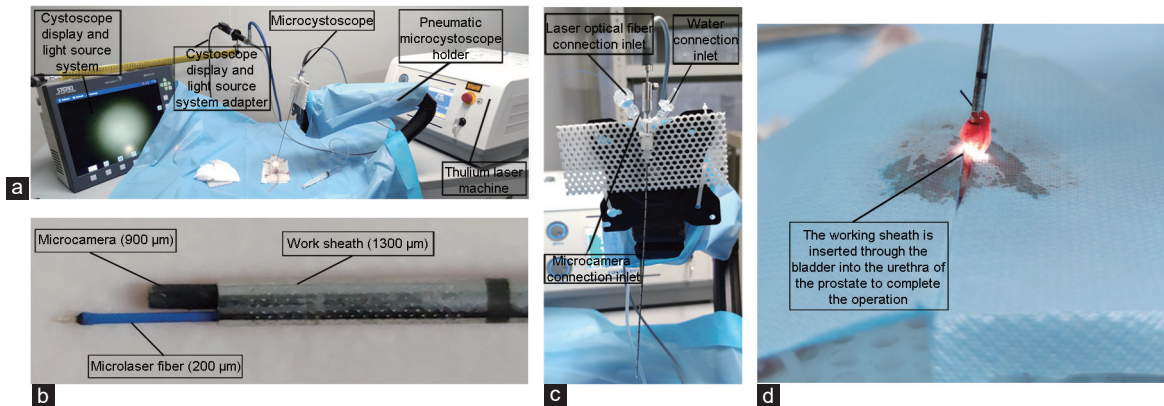 Cystoscope
display and
light source
system
Cystoscope
display and
light source
system adapter
Microcystoscope
Pneumatic
microcystoscope
holder
STORZ
Thulium laser
machine
a
Microcamera (900 µm)
Work sheath (1300 µm)
Microlaser fiber (200 µm)
b
Laser optical fiber
connection inlet
Water
connection
inlet
Microcamera
connection inlet
c
The working sheath is
inserted through the
bladder into the urethra of
the prostate to complete
the operation
d